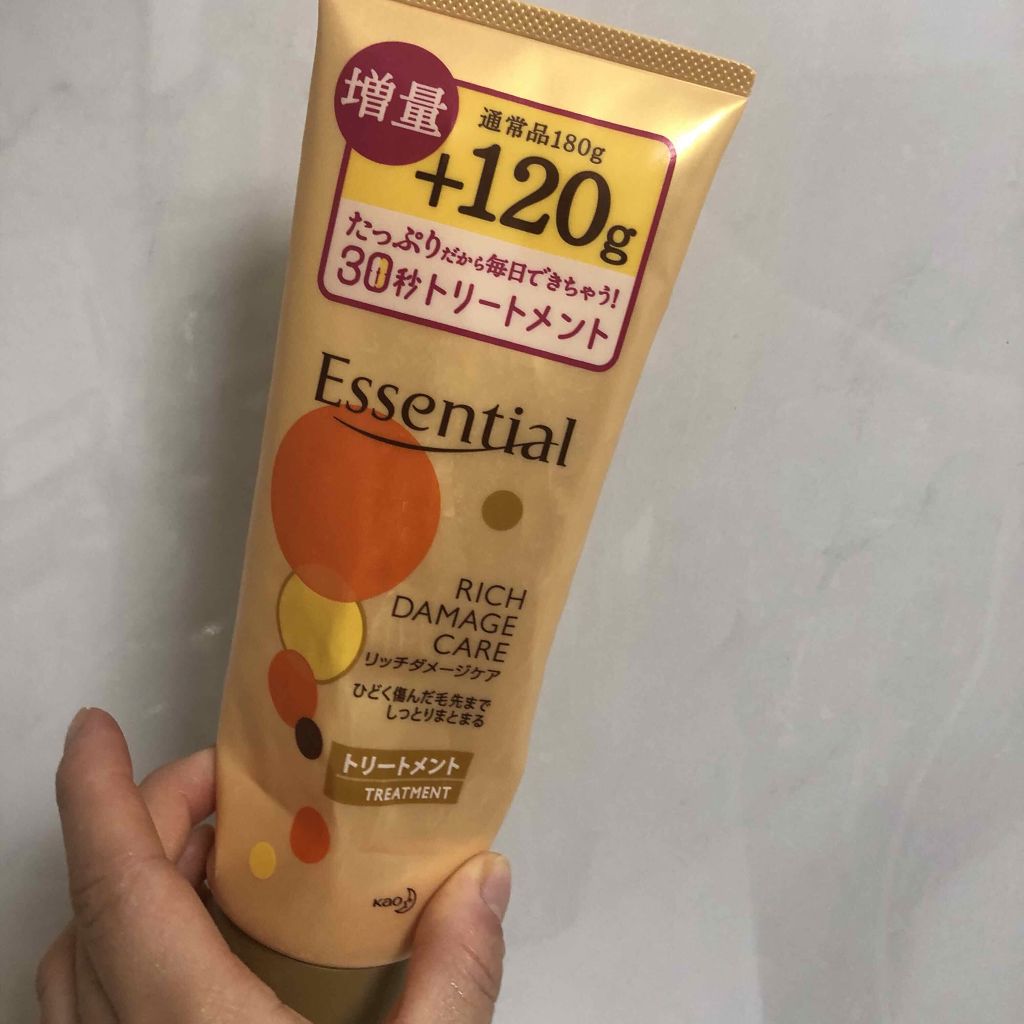 増量
通常品180g
+120g
たっぷりだから毎日できちゃう!
30秒トリートメント
Essential
RICH
DAMAGE
CARE
リッチダメージケア
ひどく傷んだ毛先まで
しっとりまとまる
トリートメント
TREATMENT
Kao